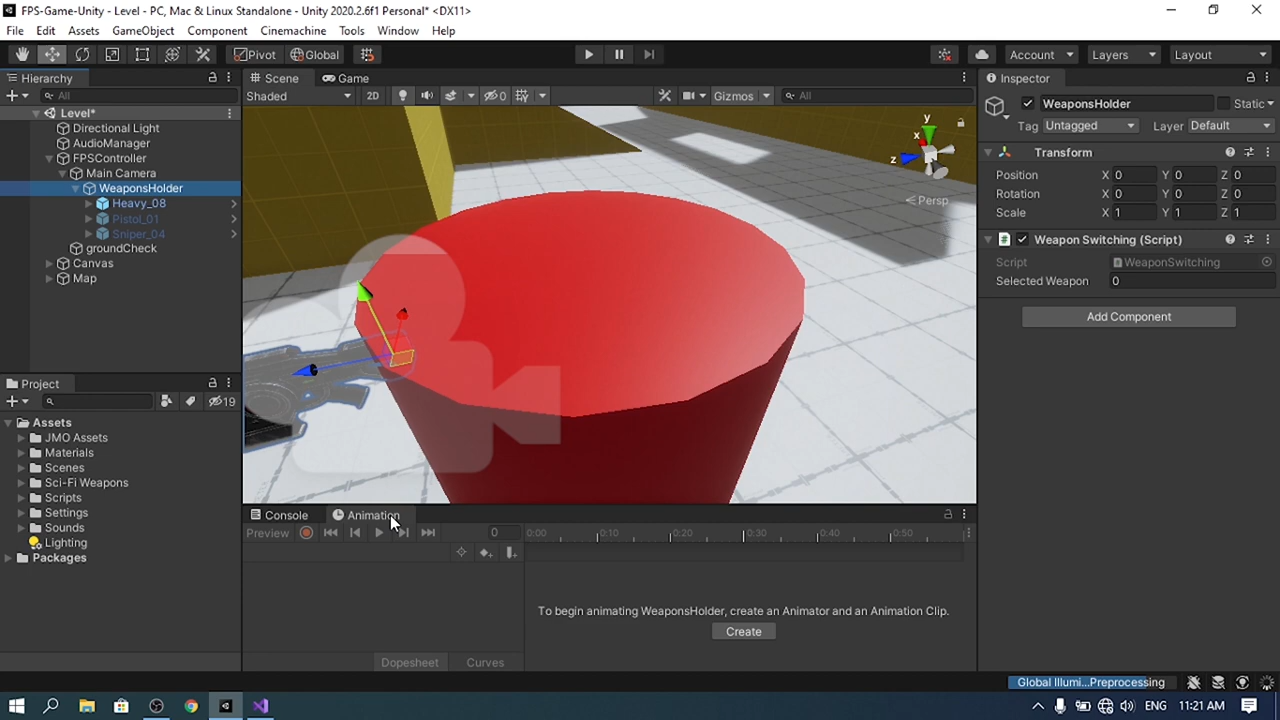 FPS-Game-Unity - Level - PC, Mac & Linux Standalone - Unity 2020.2.6f1 Personal* <DX11>
File Edit Assets GameObject Component Cinemachine Tools Window Help
Pivot Global Account Layers Layout
Hierarchy
All
Level*
Directional Light
AudioManager
FPSController
Main Camera
WeaponsHolder
Heavy_08
Pistol_01
Sniper_04
groundCheck
Canvas
Map
Scene Game
Shaded 2D 0 Gizmos All
y
x
z
Persp
Inspector
WeaponsHolder Static
Tag Untagged Layer Default
Transform
Position X 0 Y 0 Z 0
Rotation X 0 Y 0 Z 0
Scale X 1 Y 1 Z 1
Weapon Switching (Script)
Script WeaponSwitching
Selected Weapon 0
Add Component
Project
19
Assets
JMO Assets
Materials
Scenes
Sci-Fi Weapons
Scripts
Settings
Sounds
Lighting
Packages
Console Animation
Preview 0 0:00 0:10 0:20 0:30 0:40 0:50
To begin animating WeaponsHolder, create an Animator and an Animation Clip.
Create
Dopesheet Curves
Global Illumi...Preprocessing
ENG 11:21 AM